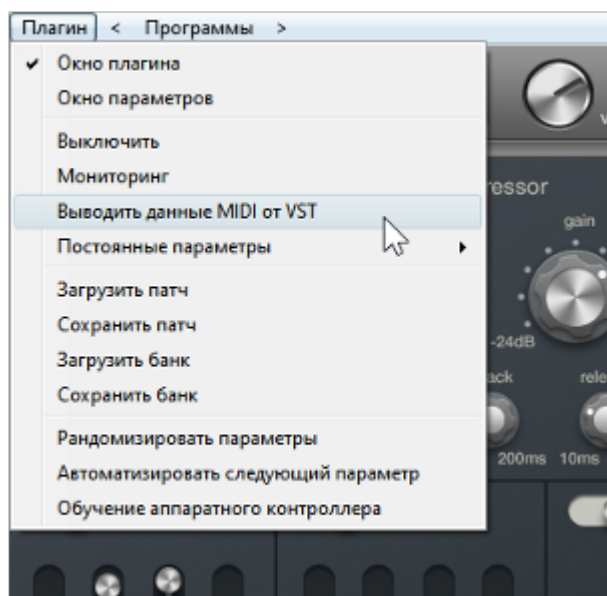 Плагин < Программы >
Окно плагина
Окно параметров
Выключить
Мониторинг
Выводить данные MIDI от VST
Постоянные параметры
Загрузить патч
Сохранить патч
Загрузить банк
Сохранить банк
Рандомизировать параметры
Автоматизировать следующий параметр
Обучение аппаратного контроллера
essor
gain
-24dB
ack
rele
200ms 10ms